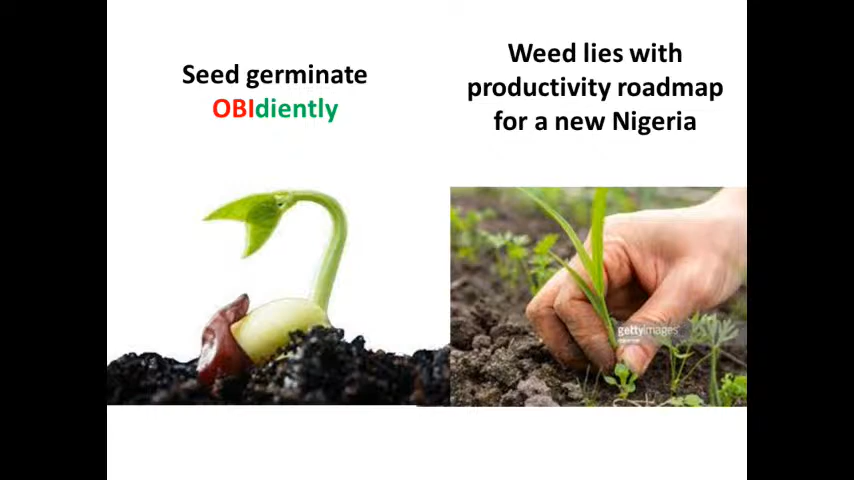 Seed germinate
OBIdiently
Weed lies with
productivity roadmap
for a new Nigeria
gettyimages